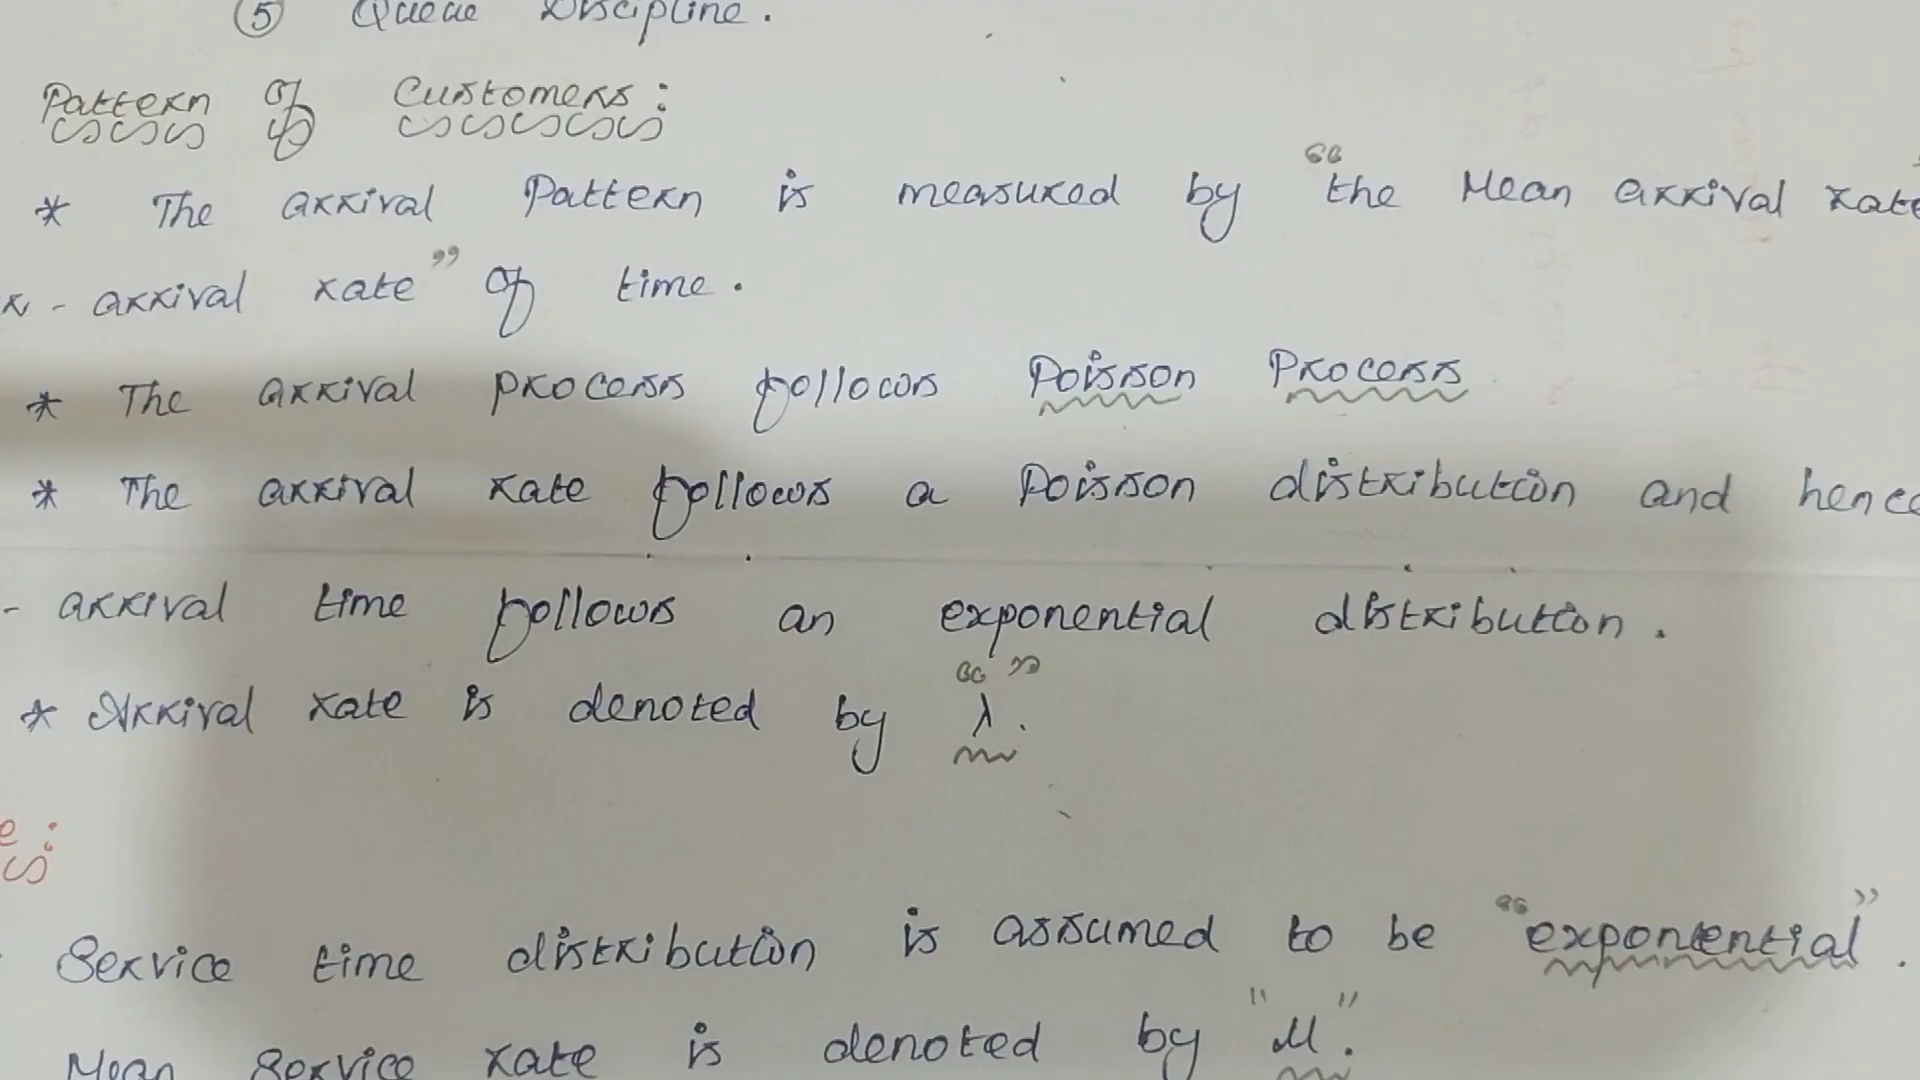 ⑤ Queue Discipline.
Pattern of Customers:
* The arrival Pattern is measured by "the Mean arrival rate
r - arrival rate" of time.
* The arrival process follows Poisson Process
* The arrival rate follows a Poisson distribution and hence
- arrival time follows an exponential distribution.
* Arrival rate is denoted by "λ".
e:
Service time distribution is assumed to be "exponential".
Mean Service rate is denoted by "μ".